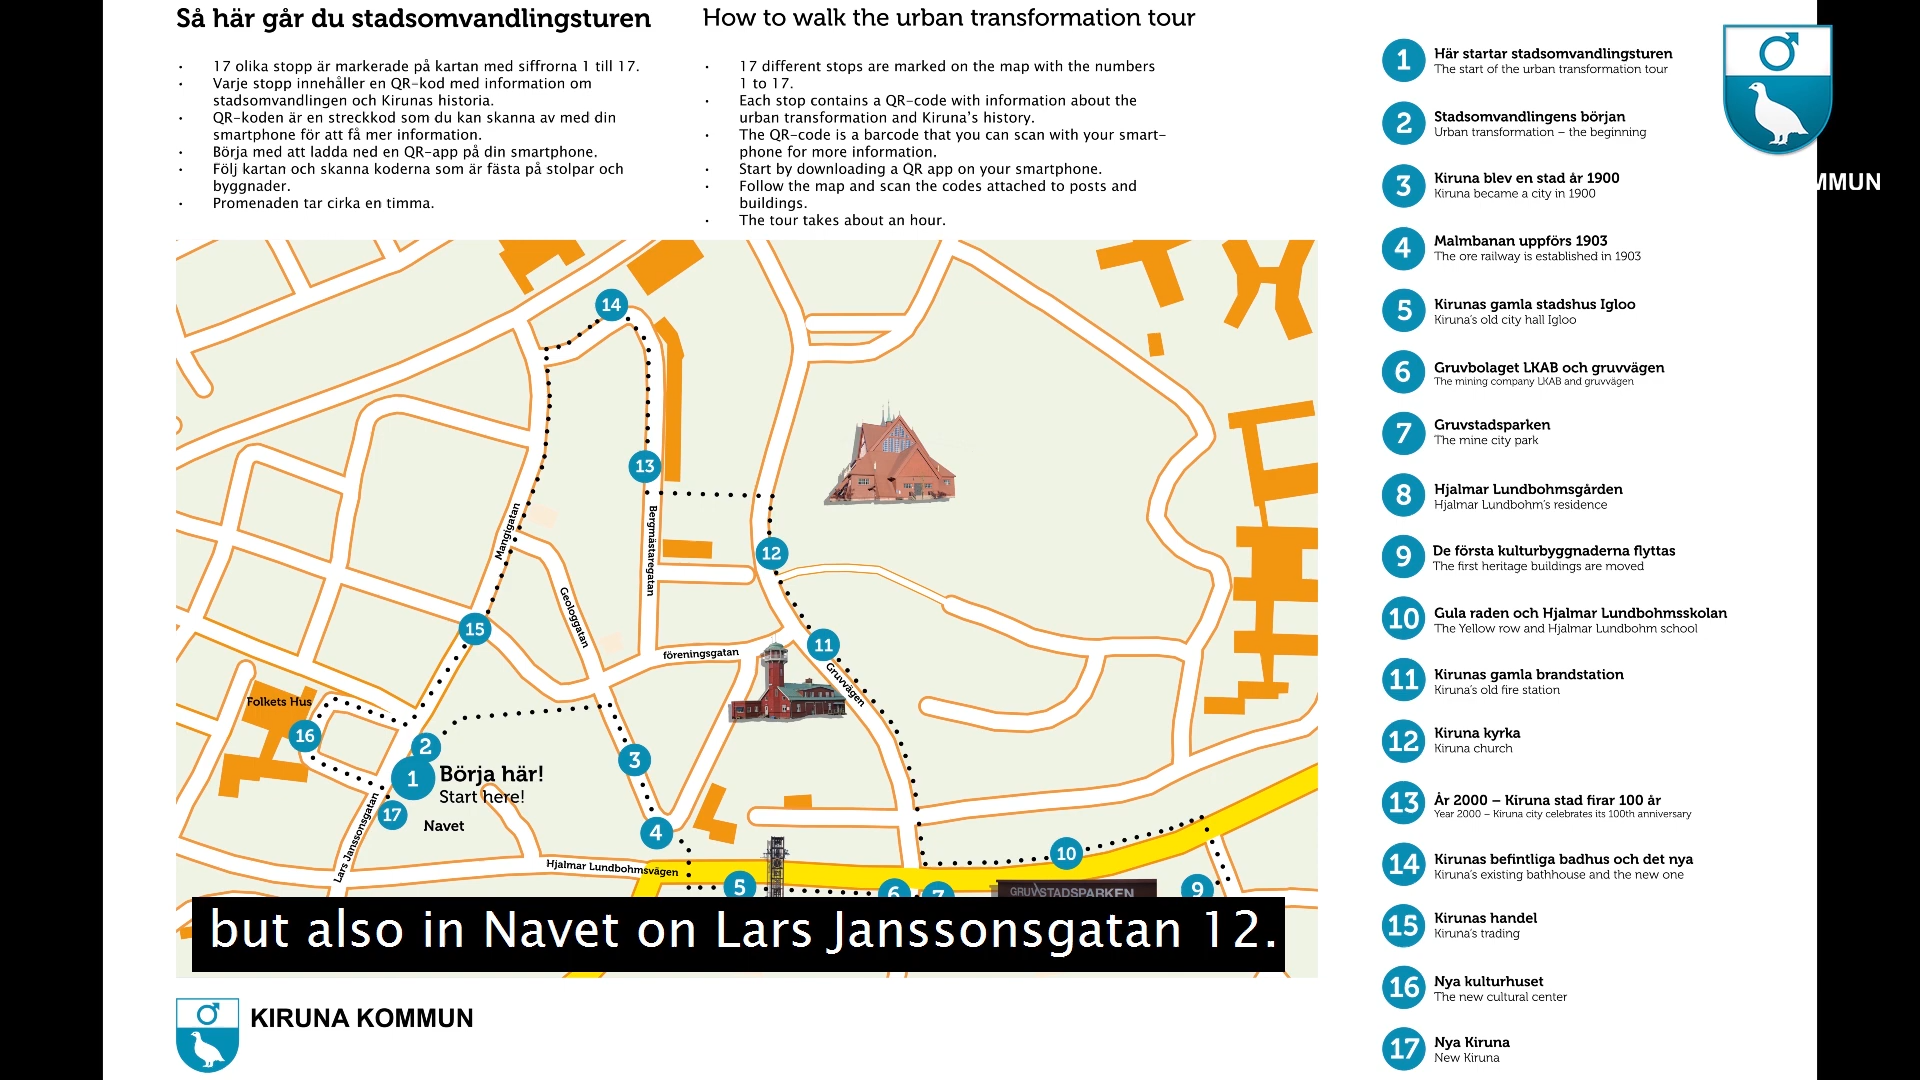 Så här går du stadsomvandlingsturen
• 17 olika stopp är markerade på kartan med siffrorna 1 till 17.
• Varje stopp innehåller en QR-kod med information om
stadsomvandlingen och Kirunas historia.
• QR-koden är en streckkod som du kan skanna av med din
smartphone för att få mer information.
• Börja med att ladda ned en QR-app på din smartphone.
• Följ kartan och skanna koderna som är fästa på stolpar och
byggnader.
• Promenaden tar cirka en timma.
How to walk the urban transformation tour
• 17 different stops are marked on the map with the numbers
1 to 17.
• Each stop contains a QR-code with information about the
urban transformation and Kiruna's history.
• The QR-code is a barcode that you can scan with your smart-
phone for more information.
• Start by downloading a QR app on your smartphone.
• Follow the map and scan the codes attached to posts and
buildings.
• The tour takes about an hour.
14
13
Mangigatan
Bergmästaregatan
12
Geologgatan
15
föreningsgatan
11
Gruvvägen
Folkets Hus
16
2
1
Börja här!
Start here!
3
17
Navet
4
Lars Janssonsgatan
Hjalmar Lundbohmsvägen
10
5
6
7
GRUVSTADSPARKEN
9
but also in Navet on Lars Janssonsgatan 12.
KIRUNA KOMMUN
1 Här startar stadsomvandlingsturen
The start of the urban transformation tour
2 Stadsomvandlingens början
Urban transformation – the beginning
3 Kiruna blev en stad år 1900
Kiruna became a city in 1900
4 Malmbanan uppförs 1903
The ore railway is established in 1903
5 Kirunas gamla stadshus Igloo
Kiruna's old city hall Igloo
6 Gruvbolaget LKAB och gruvvägen
The mining company LKAB and gruvvägen
7 Gruvstadsparken
The mine city park
8 Hjalmar Lundbohmsgården
Hjalmar Lundbohm's residence
9 De första kulturbyggnaderna flyttas
The first heritage buildings are moved
10 Gula raden och Hjalmar Lundbohmsskolan
The Yellow row and Hjalmar Lundbohm school
11 Kirunas gamla brandstation
Kiruna's old fire station
12 Kiruna kyrka
Kiruna church
13 År 2000 – Kiruna stad firar 100 år
Year 2000 – Kiruna city celebrates its 100th anniversary
14 Kirunas befintliga badhus och det nya
Kiruna's existing bathhouse and the new one
15 Kirunas handel
Kiruna's trading
16 Nya kulturhuset
The new cultural center
17 Nya Kiruna
New Kiruna
MMUN